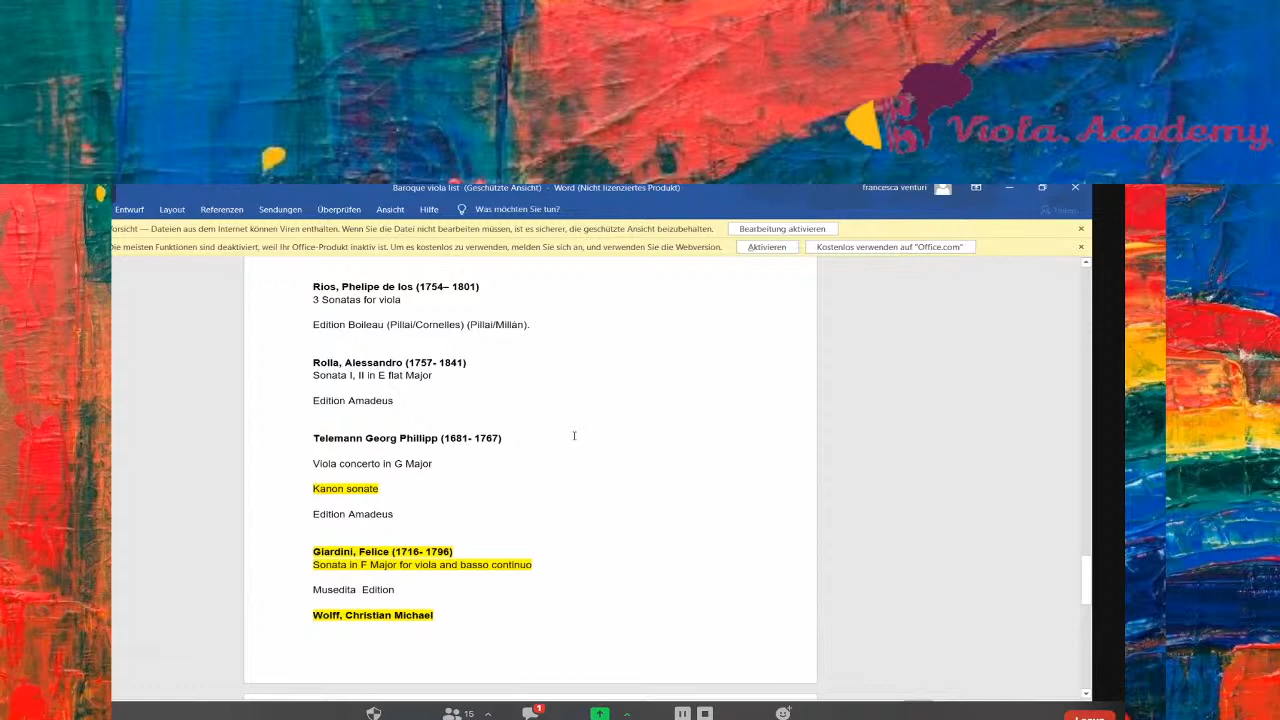 Viola. Academy
Baroque viola list (Geschützte Ansicht) - Word (Nicht lizenziertes Produkt)
francesca venturi
Entwurf Layout Referenzen Sendungen Überprüfen Ansicht Hilfe Was möchten Sie tun?
orsicht — Dateien aus dem Internet können Viren enthalten. Wenn Sie die Datei nicht bearbeiten müssen, ist es sicherer, die geschützte Ansicht beizubehalten. Bearbeitung aktivieren
Die meisten Funktionen sind deaktiviert, weil Ihr Office-Produkt inaktiv ist. Um es kostenlos zu verwenden, melden Sie sich an, und verwenden Sie die Webversion. Aktivieren Kostenlos verwenden auf "Office.com"
Rios, Phelipe de los (1754– 1801)
3 Sonatas for viola
Edition Boileau (Pillai/Cornelles) (Pillai/Millán).
Rolla, Alessandro (1757- 1841)
Sonata I, II in E flat Major
Edition Amadeus
Telemann Georg Phillipp (1681- 1767)
Viola concerto in G Major
Kanon sonate
Edition Amadeus
Giardini, Felice (1716- 1796)
Sonata in F Major for viola and basso continuo
Musedita Edition
Wolff, Christian Michael
15
1
Leave